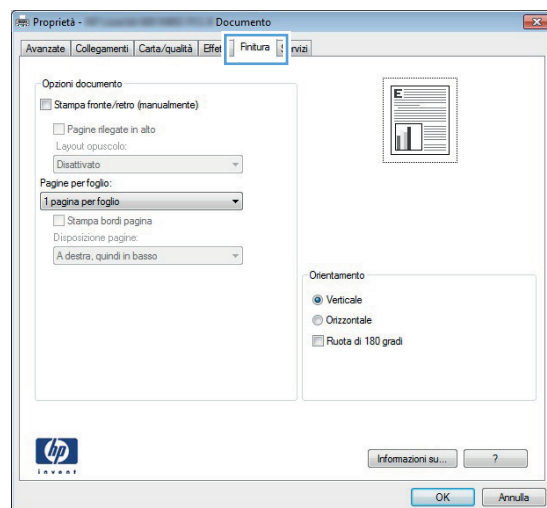 Proprietà - Documento
Avanzate Collegamenti Carta/qualità Effet Finitura vizi
Opzioni documento
Stampa fronte/retro (manualmente)
Pagine rilegate in alto
Layout opuscolo:
Disattivato
Pagine per foglio:
1 pagina per foglio
Stampa bordi pagina
Disposizione pagine:
A destra, quindi in basso
E
Orientamento
Verticale
Orizzontale
Ruota di 180 gradi
hp
invent
Informazioni su... ?
OK Annulla